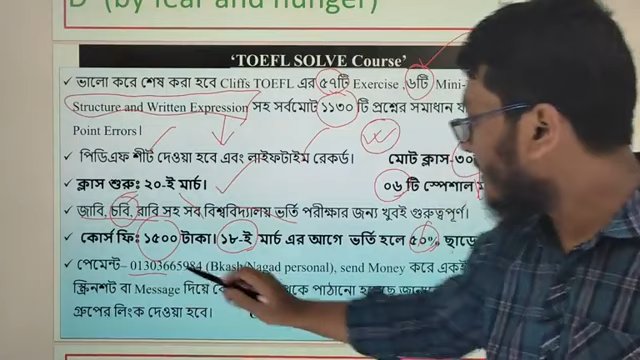 D (by fear and hunger)
‘TOEFL SOLVE Course’
✓ ভালো করে শেষ করা হবে Cliffs TOEFL এর ৫৭টি Exercise, ৬টি Mini-
Structure and Written Expression সহ সর্বমোট ১১৩০ টি প্রশ্নের সমাধান
Point Errors।
✓ পিডিএফ শীট দেওয়া হবে এবং লাইফটাইম রেকর্ড। মোট ক্লাস-৩০
✓ ক্লাস শুরু: ২০-ই মার্চ। ০৬ টি স্পেশাল
✓ জাবি, চবি, রাবি সহ সব বিশ্ববিদ্যালয় ভর্তি পরীক্ষার জন্য খুবই গুরুত্বপূর্ণ।
✓ কোর্স ফি: ১৫০০ টাকা। ১৮-ই মার্চ এর আগে ভর্তি হলে ৫০% ছাড়ে
✓ পেমেন্ট– 01303665984 (Bkash/Nagad personal), send Money করে একই
স্ক্রিনশট বা Message দিয়ে থেকে পাঠানো
গ্রুপের লিংক দেওয়া হবে।